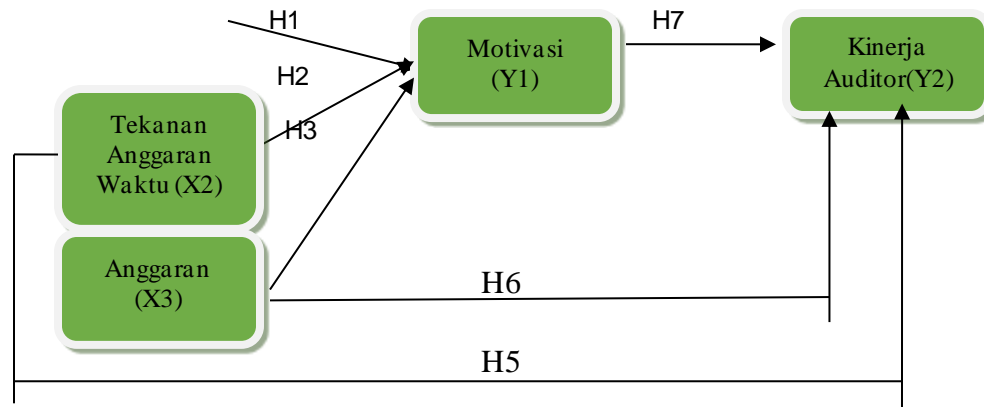 H1
Motivasi
(Y1)
H7
Kinerja
Auditor(Y2)
H2
Tekanan
Anggaran
Waktu (X2)
H3
Anggaran
(X3)
H6
H5